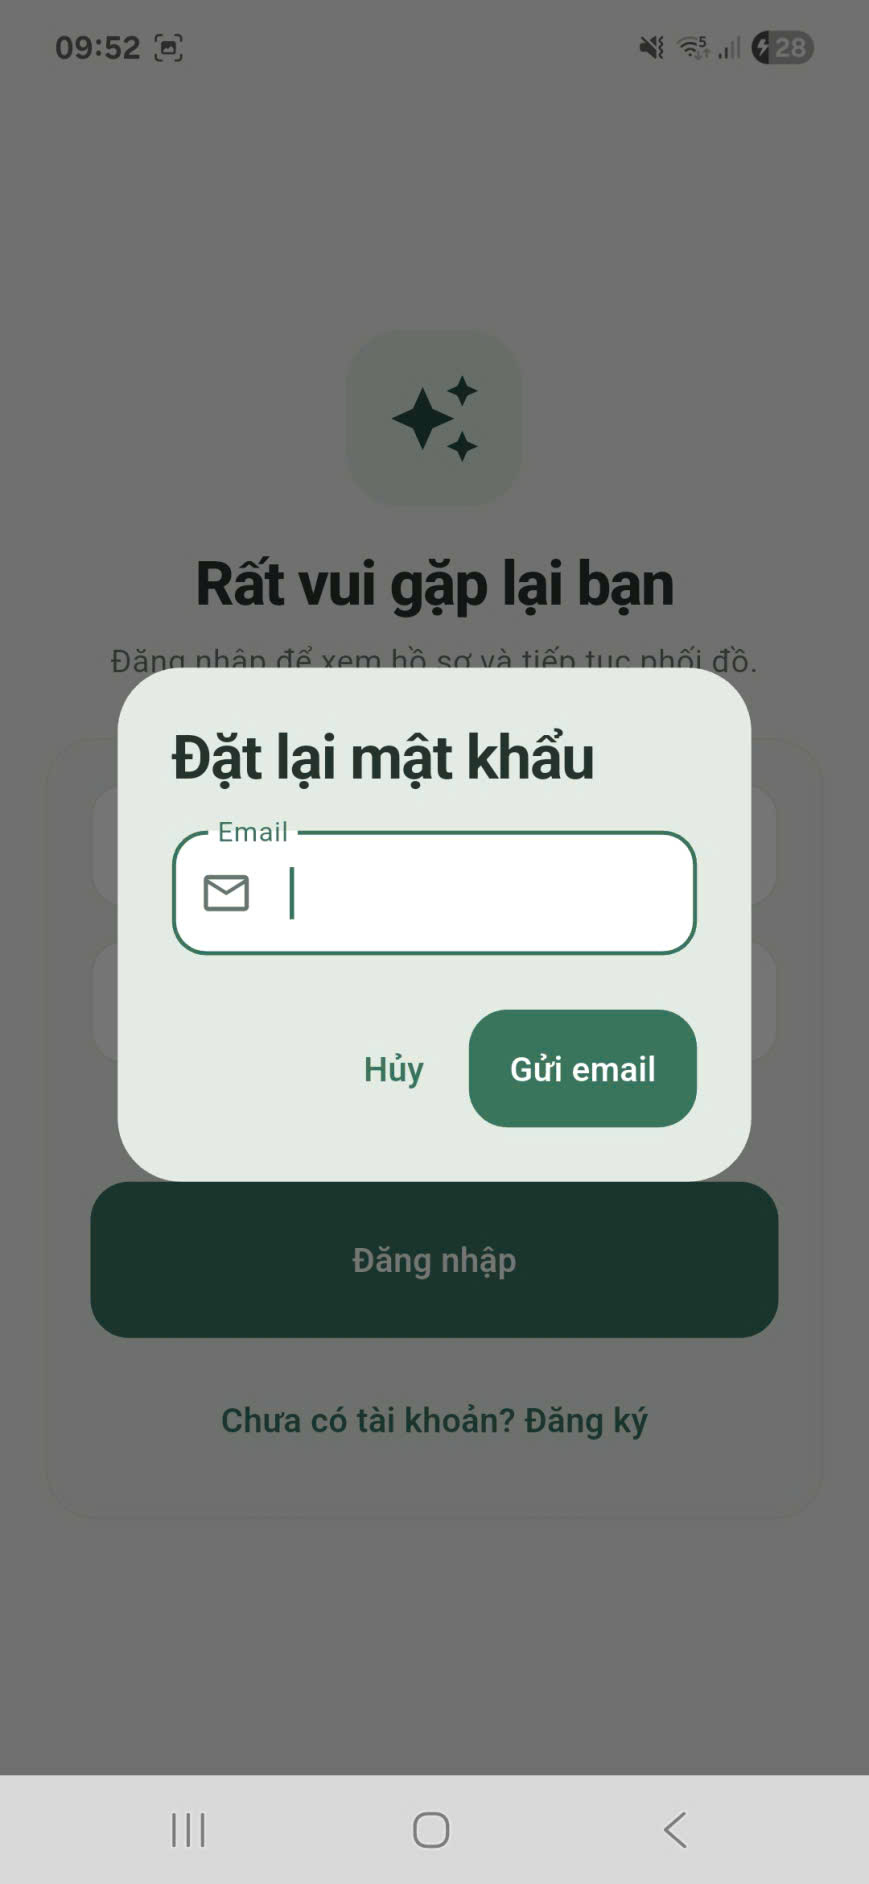 09:52
5
28
Rất vui gặp lại bạn
Đăng nhập để xem hồ sơ và tiếp tục phối đồ.
Đặt lại mật khẩu
Email
Hủy
Gửi email
Đăng nhập
Chưa có tài khoản? Đăng ký